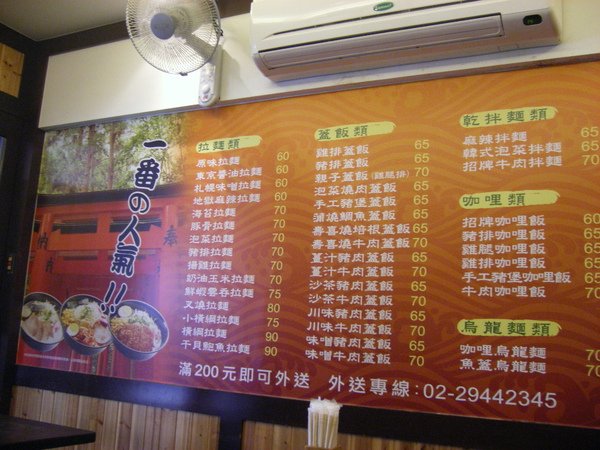 一番の人氣!!
拉麵類
原味拉麵 60
東京醬油拉麵 60
札幌味噌拉麵 60
地獄麻辣拉麵 60
海苔拉麵 70
豚骨拉麵 70
泡菜拉麵 70
豬排拉麵 70
揚雞拉麵 70
奶油玉米拉麵 70
鮮蝦雲吞拉麵 75
叉燒拉麵 80
小橫綱拉麵 75
橫綱拉麵 90
干貝鮑魚拉麵 90
蓋飯類
雞排蓋飯 65
豬排蓋飯 65
親子蓋飯(雞腿排) 65
泡菜燒肉蓋飯 65
手工豬堡蓋飯 65
蒲燒鯛魚蓋飯 65
壽喜燒培根蓋飯 65
壽喜燒牛肉蓋飯 70
薑汁豬肉蓋飯 65
薑汁牛肉蓋飯 70
沙茶豬肉蓋飯 65
沙茶牛肉蓋飯 70
川味豬肉蓋飯 65
川味牛肉蓋飯 70
味噌豬肉蓋飯 65
味噌牛肉蓋飯 70
乾拌麵類
麻辣拌麵 65
韓式泡菜拌麵 65
招牌牛肉拌麵 70
咖哩類
招牌咖哩飯 60
豬排咖哩飯 70
雞腿咖哩飯 70
雞排咖哩飯 70
手工豬堡咖哩飯 70
牛肉咖哩飯 70
烏龍麵類
咖哩烏龍麵 70
魚蓋烏龍麵 70
滿200元即可外送 外送專線:02-29442345